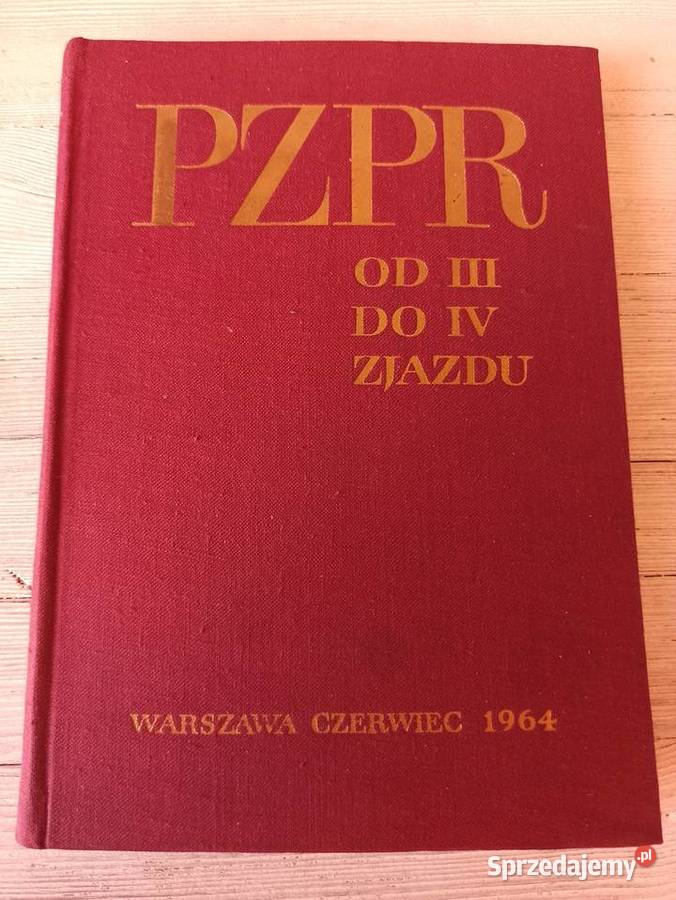 PZPR
OD III
DO IV
ZJAZDU
WARSZAWA CZERWIEC 1964
Sprzedajemy.pl